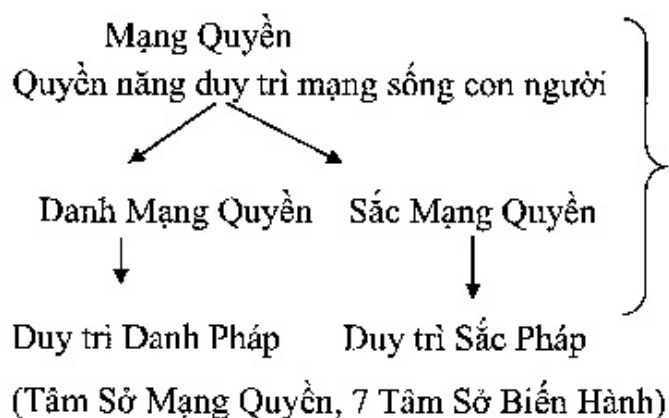 Mạng Quyền
Quyền năng duy trì mạng sống con người
Danh Mạng Quyền Sắc Mạng Quyền
Duy trì Danh Pháp Duy trì Sắc Pháp
(Tâm Sở Mạng Quyền, 7 Tâm Sở Biến Hành)